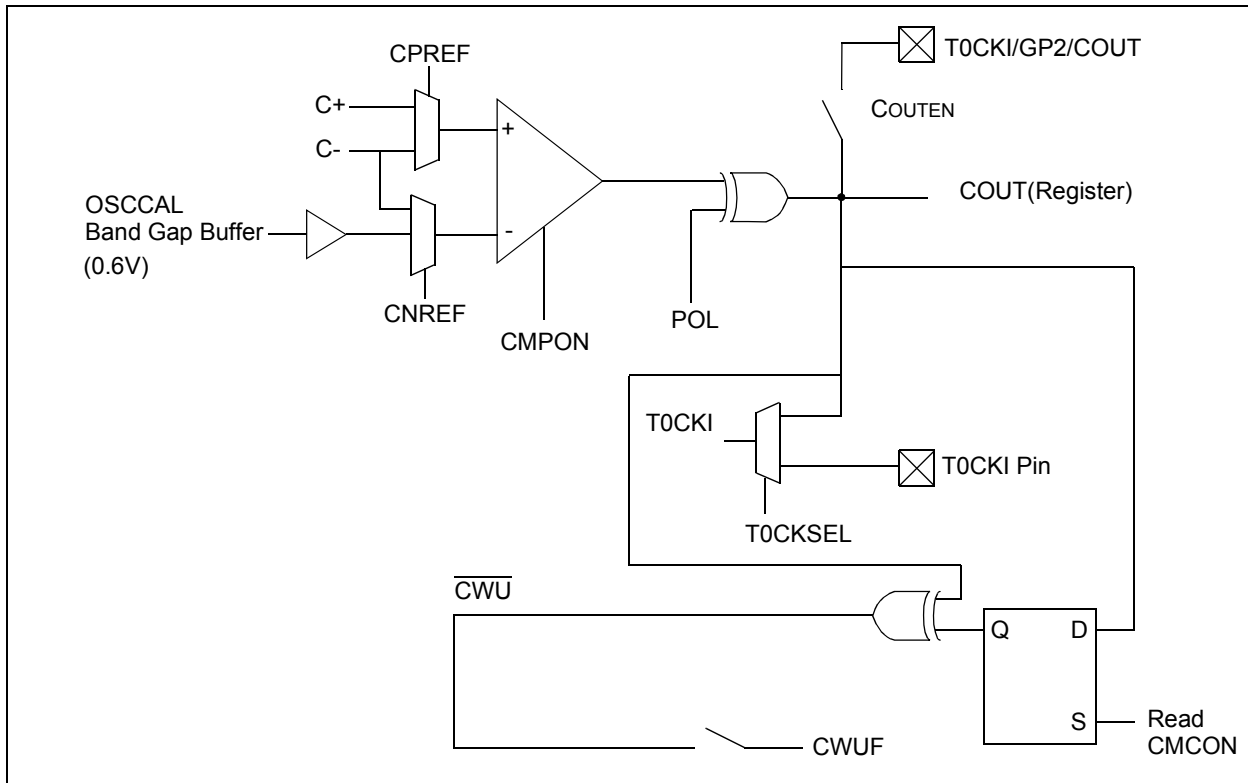 T0CKI/GP2/COUT
CPREF
C+
COUTEN
C-
+
COUT(Register)
OSCCAL
Band Gap Buffer
(0.6V)
-
CNREF
POL
CMPON
T0CKI
T0CKI Pin
T0CKSEL
CWU
Q
D
S
Read
CMCON
CWUF